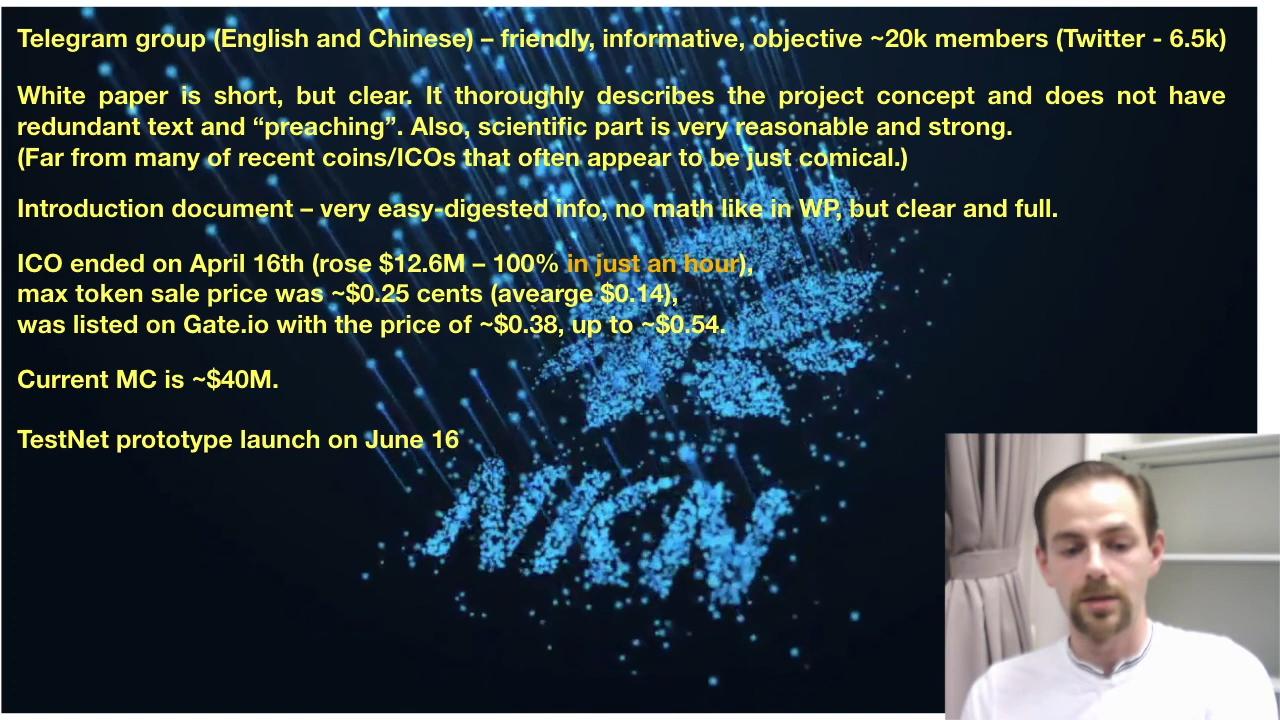 Telegram group (English and Chinese) – friendly, informative, objective ~20k members (Twitter - 6.5k)
White paper is short, but clear. It thoroughly describes the project concept and does not have
redundant text and “preaching”. Also, scientific part is very reasonable and strong.
(Far from many of recent coins/ICOs that often appear to be just comical.)
Introduction document – very easy-digested info, no math like in WP, but clear and full.
ICO ended on April 16th (rose $12.6M – 100% in just an hour),
max token sale price was ~$0.25 cents (avearge $0.14),
was listed on Gate.io with the price of ~$0.38, up to ~$0.54.
Current MC is ~$40M.
TestNet prototype launch on June 16
NKN